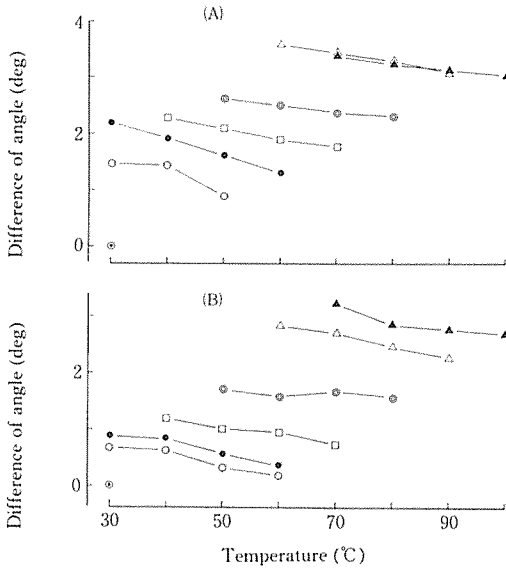 (A)
4
2
0
Difference of angle (deg)
(B)
2
0
Difference of angle (deg)
30
50
70
90
Temperature (℃)